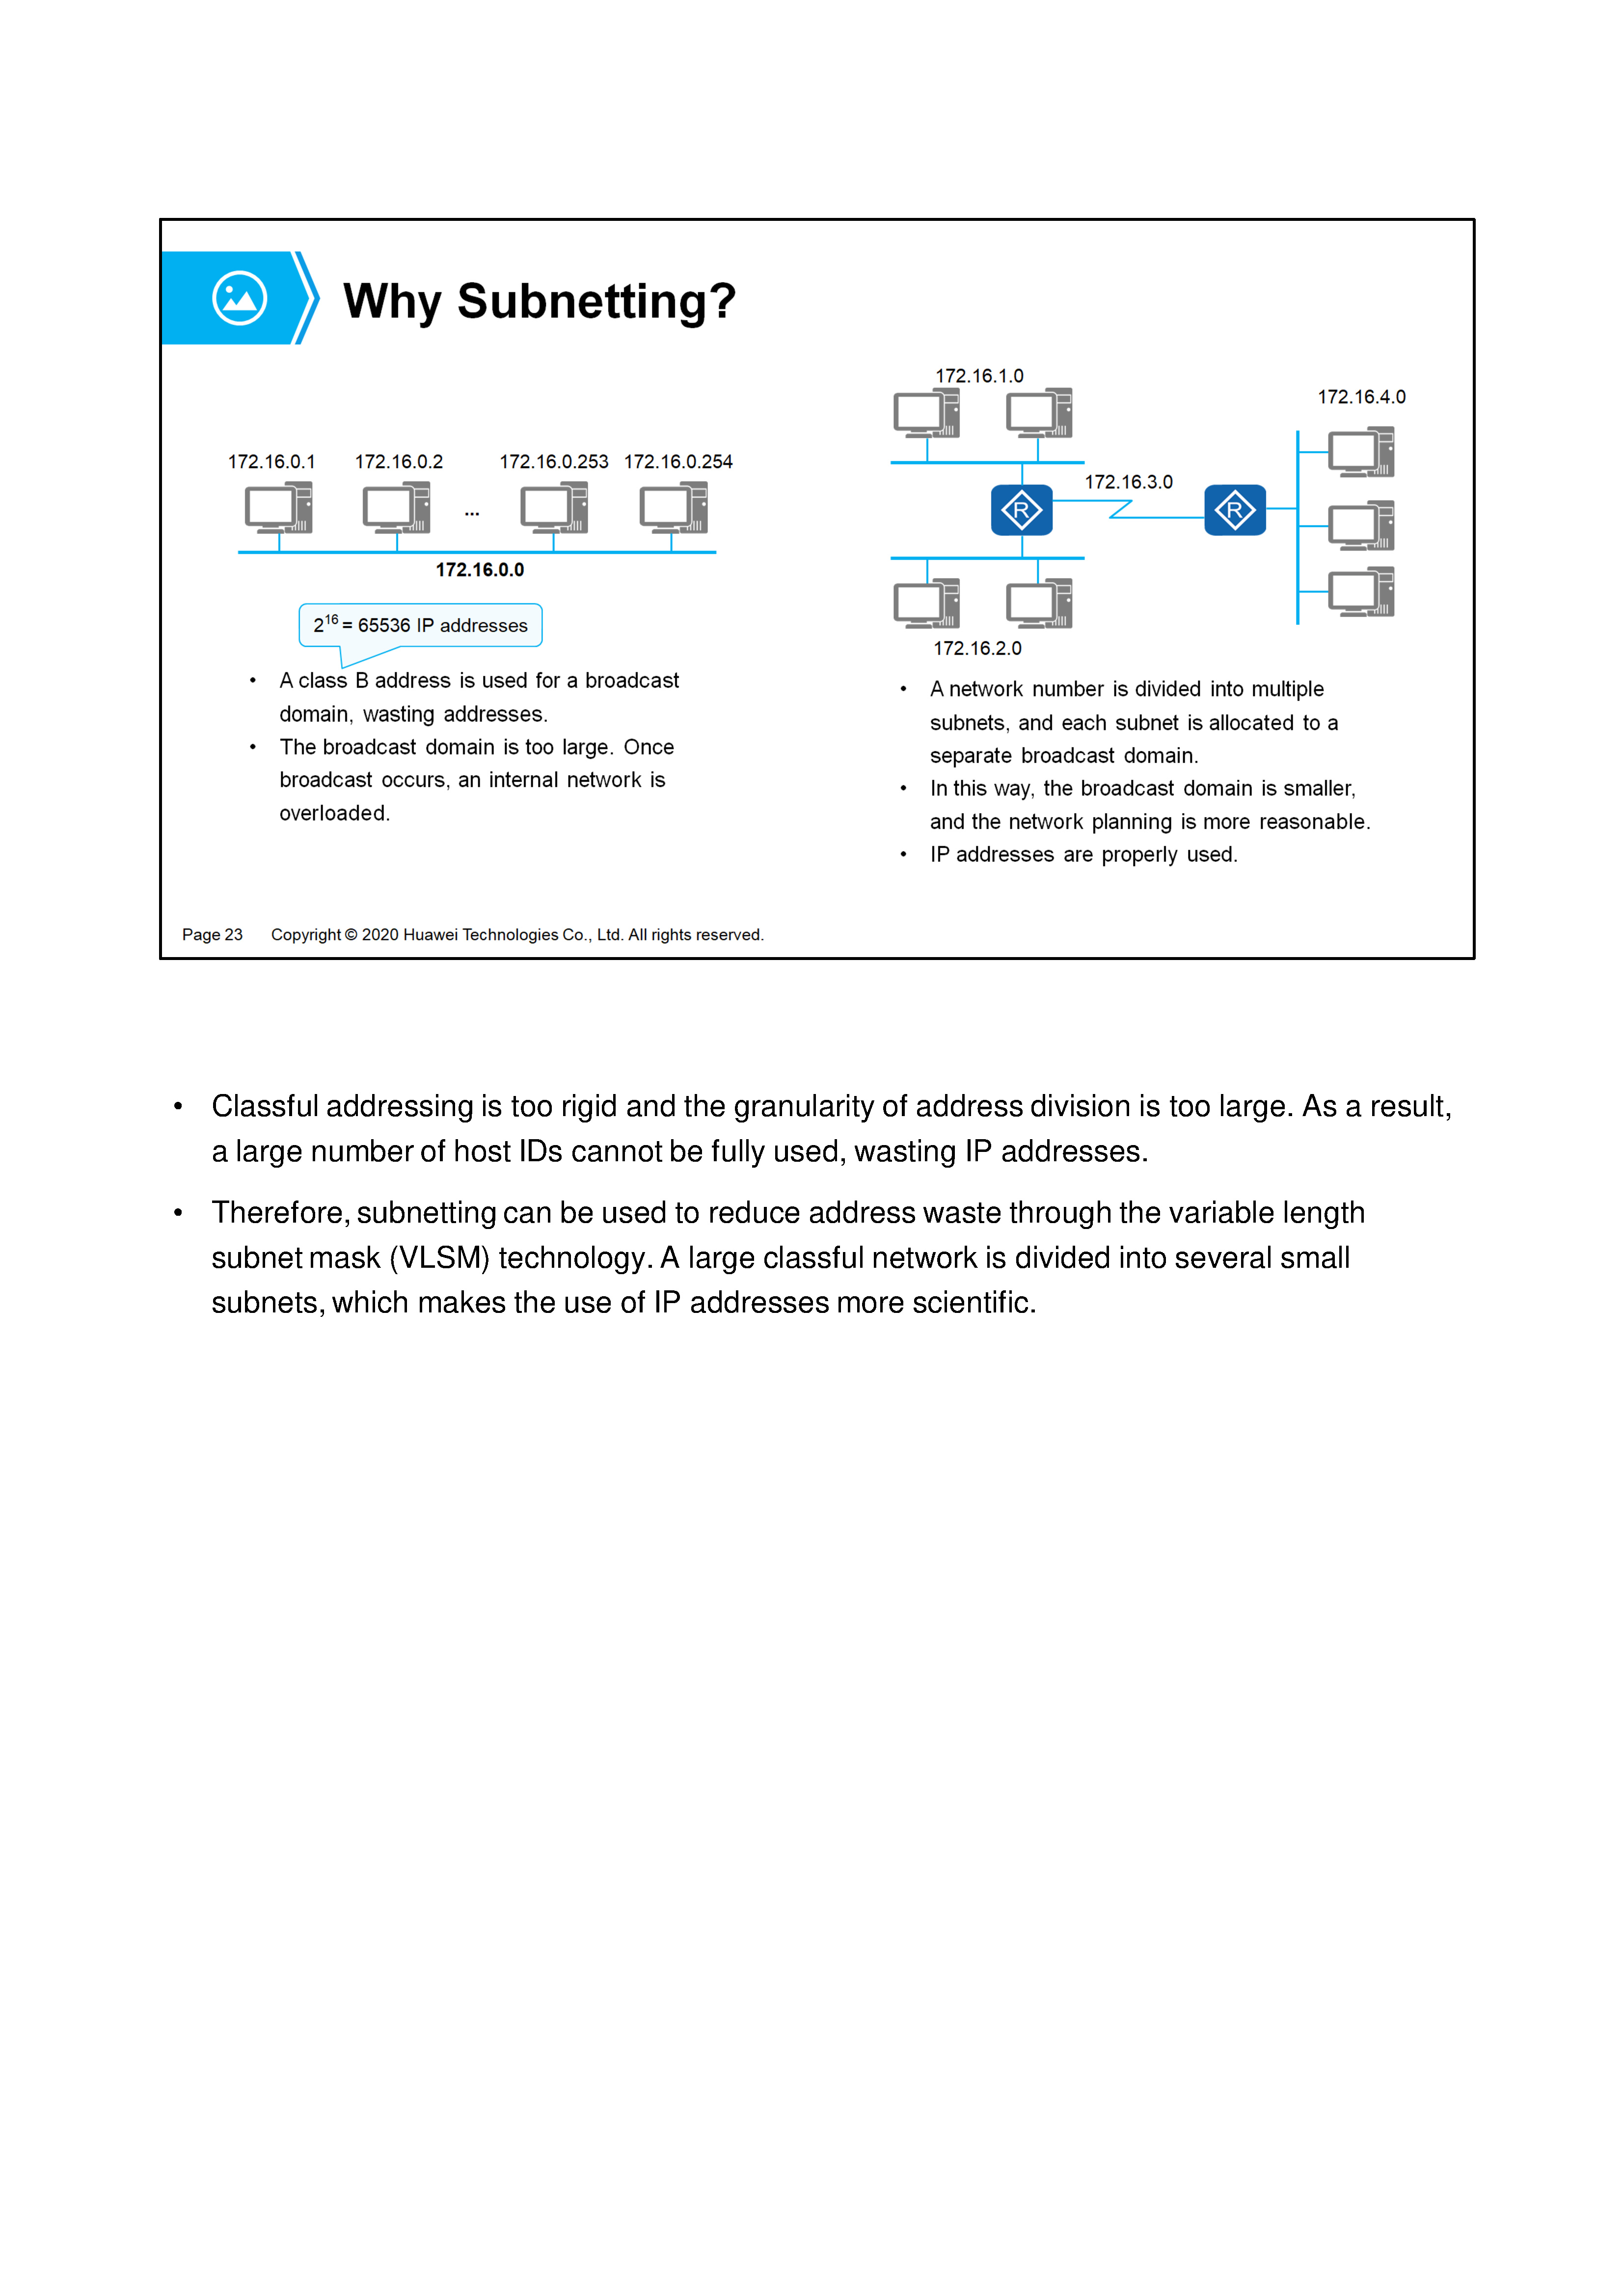 Why Subnetting?
172.16.0.1 172.16.0.2 172.16.0.253 172.16.0.254
...
172.16.0.0
2^16 = 65536 IP addresses
• A class B address is used for a broadcast
domain, wasting addresses.
• The broadcast domain is too large. Once
broadcast occurs, an internal network is
overloaded.
172.16.1.0
172.16.4.0
172.16.3.0
R R
172.16.2.0
• A network number is divided into multiple
subnets, and each subnet is allocated to a
separate broadcast domain.
• In this way, the broadcast domain is smaller,
and the network planning is more reasonable.
• IP addresses are properly used.
Page 23 Copyright © 2020 Huawei Technologies Co., Ltd. All rights reserved.
• Classful addressing is too rigid and the granularity of address division is too large. As a result,
a large number of host IDs cannot be fully used, wasting IP addresses.
• Therefore, subnetting can be used to reduce address waste through the variable length
subnet mask (VLSM) technology. A large classful network is divided into several small
subnets, which makes the use of IP addresses more scientific.